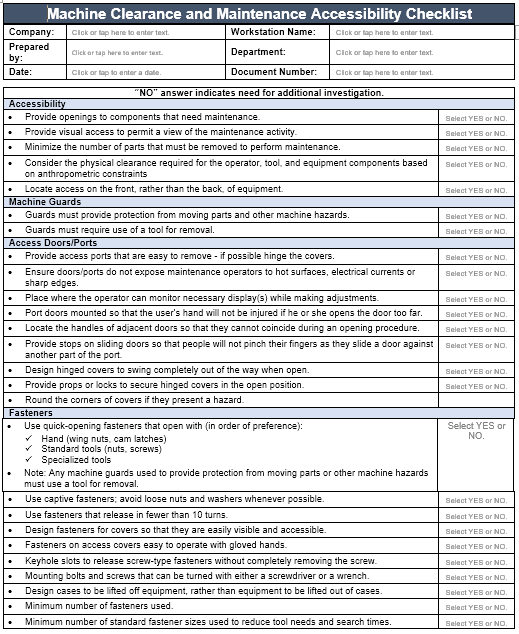 Machine Clearance and Maintenance Accessibility Checklist
Company: Click or tap here to enter text. Workstation Name: Click or tap here to enter text.
Prepared by: Click or tap here to enter text. Department: Click or tap here to enter text.
Date: Click or tap to enter a date. Document Number: Click or tap here to enter text.
"NO" answer indicates need for additional investigation.
Accessibility
• Provide openings to components that need maintenance. Select YES or NO.
• Provide visual access to permit a view of the maintenance activity. Select YES or NO.
• Minimize the number of parts that must be removed to perform maintenance. Select YES or NO.
• Consider the physical clearance required for the operator, tool, and equipment components based Select YES or NO.
on anthropometric constraints
• Locate access on the front, rather than the back, of equipment. Select YES or NO.
Machine Guards
• Guards must provide protection from moving parts and other machine hazards. Select YES or NO.
• Guards must require use of a tool for removal. Select YES or NO.
Access Doors/Ports
• Provide access ports that are easy to remove - if possible hinge the covers. Select YES or NO.
• Ensure doors/ports do not expose maintenance operators to hot surfaces, electrical currents or Select YES or NO.
sharp edges.
• Place where the operator can monitor necessary display(s) while making adjustments. Select YES or NO.
• Port doors mounted so that the user's hand will not be injured if he or she opens the door too far. Select YES or NO.
• Locate the handles of adjacent doors so that they cannot coincide during an opening procedure. Select YES or NO.
• Provide stops on sliding doors so that people will not pinch their fingers as they slide a door against Select YES or NO.
another part of the port.
• Design hinged covers to swing completely out of the way when open. Select YES or NO.
• Provide props or locks to secure hinged covers in the open position. Select YES or NO.
• Round the corners of covers if they present a hazard.
Fasteners
• Use quick-opening fasteners that open with (in order of preference): Select YES or NO.
✓ Hand (wing nuts, cam latches)
✓ Standard tools (nuts, screws)
✓ Specialized tools
• Note: Any machine guards used to provide protection from moving parts or other machine hazards
must use a tool for removal.
• Use captive fasteners; avoid loose nuts and washers whenever possible. Select YES or NO.
• Use fasteners that release in fewer than 10 turns. Select YES or NO.
• Design fasteners for covers so that they are easily visible and accessible. Select YES or NO.
• Fasteners on access covers easy to operate with gloved hands. Select YES or NO.
• Keyhole slots to release screw-type fasteners without completely removing the screw. Select YES or NO.
• Mounting bolts and screws that can be turned with either a screwdriver or a wrench. Select YES or NO.
• Design cases to be lifted off equipment, rather than equipment to be lifted out of cases. Select YES or NO.
• Minimum number of fasteners used. Select YES or NO.
• Minimum number of standard fastener sizes used to reduce tool needs and search times. Select YES or NO.